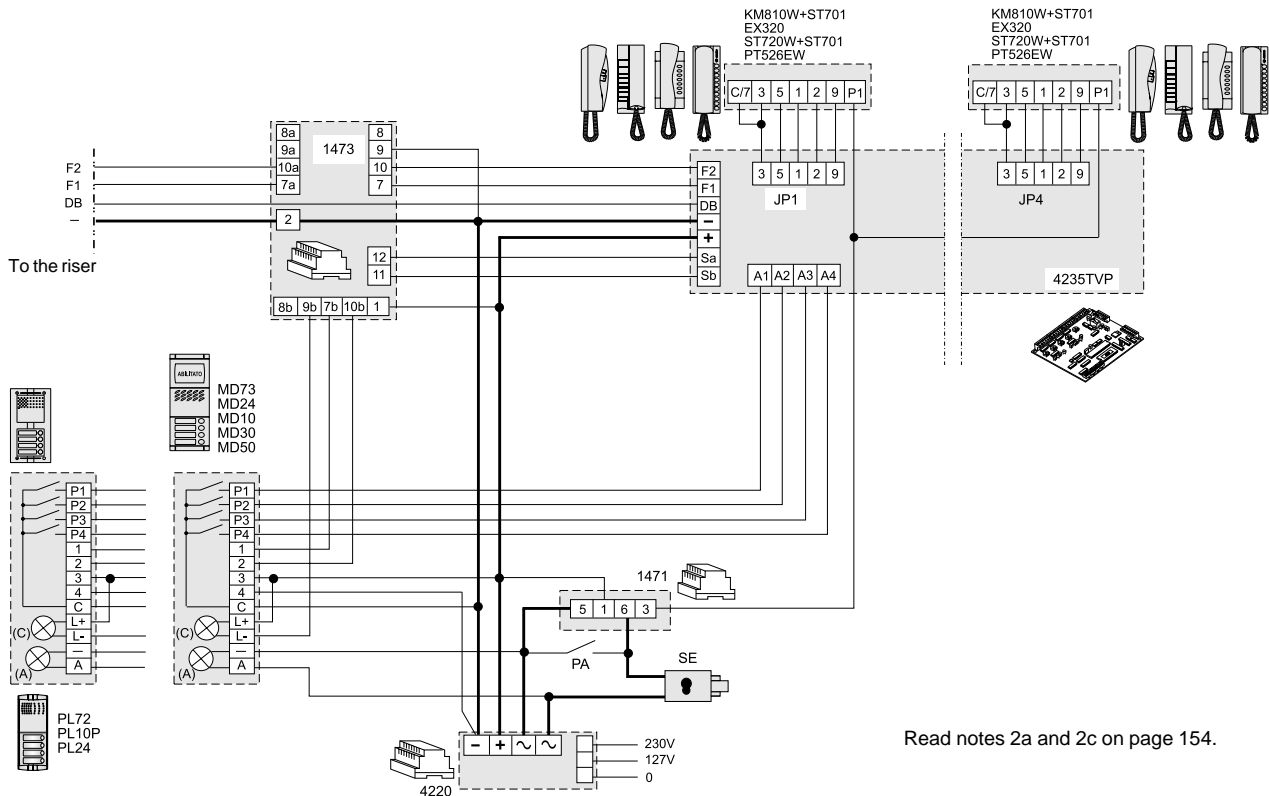 KM810W+ST701
EX320
ST720W+ST701
PT526EW
KM810W+ST701
EX320
ST720W+ST701
PT526EW
C/7 3 5 1 2 9 P1
C/7 3 5 1 2 9 P1
8a
9a
10a
7a
1473
8
9
10
7
F2
F1
DB
–
To the riser
2
12
11
8b 9b 7b 10b 1
F2
F1
DB
–
+
Sa
Sb
3 5 1 2 9
JP1
3 5 1 2 9
JP4
A1 A2 A3 A4
4235TVP
ABILITATO
MD73
MD24
MD10
MD30
MD50
P1
P2
P3
P4
1
2
3
4
C
L+
L-
—
A
(C)
(A)
P1
P2
P3
P4
1
2
3
4
C
L+
L-
—
A
(C)
(A)
1471
5 1 6 3
PA
SE
PL72
PL10P
PL24
– + ~ ~
230V
127V
0
4220
Read notes 2a and 2c on page 154.